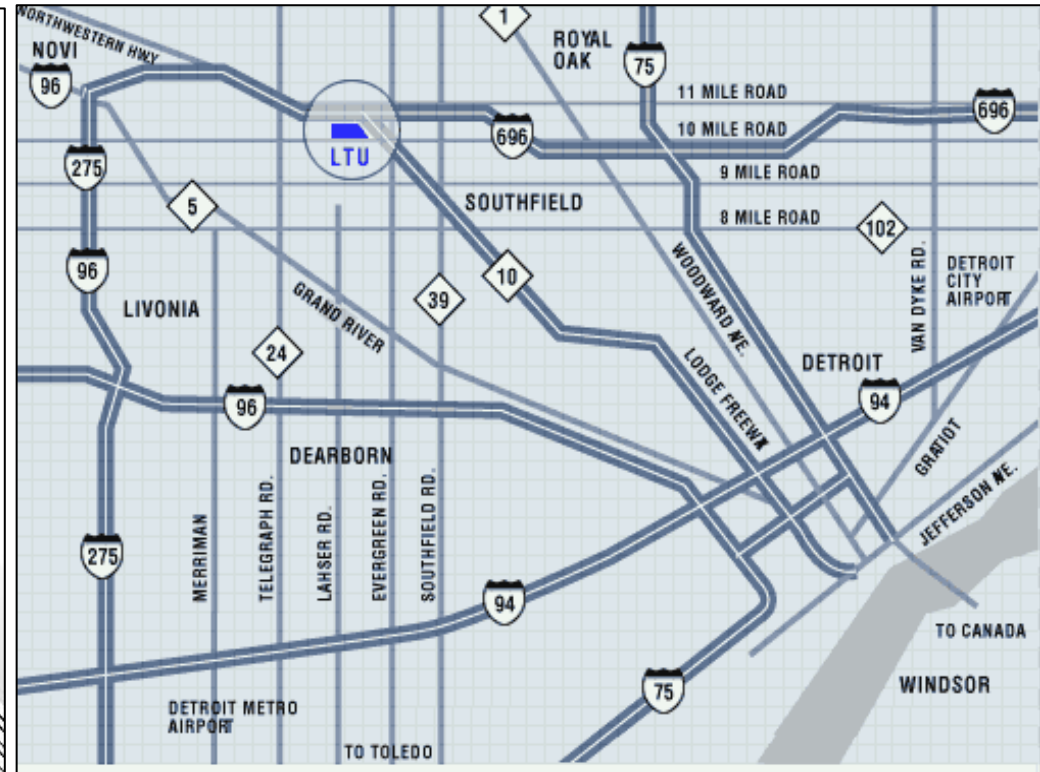 NORTHWESTERN HWY
NOVI
96
1
ROYAL
OAK
75
11 MILE ROAD
696
10 MILE ROAD
696
LTU
275
9 MILE ROAD
5
SOUTHFIELD
8 MILE ROAD
102
96
10
WOODWARD AVE.
VAN DYKE RD.
DETROIT
CITY
AIRPORT
LIVONIA
GRAND RIVER
39
24
LODGE FREEWAY
DETROIT
94
96
GRATIOT
DEARBORN
JEFFERSON AVE.
275
MERRIMAN
TELEGRAPH RD.
LAHSER RD.
EVERGREEN RD.
SOUTHFIELD RD.
94
TO CANADA
75
WINDSOR
DETROIT METRO
AIRPORT
TO TOLEDO